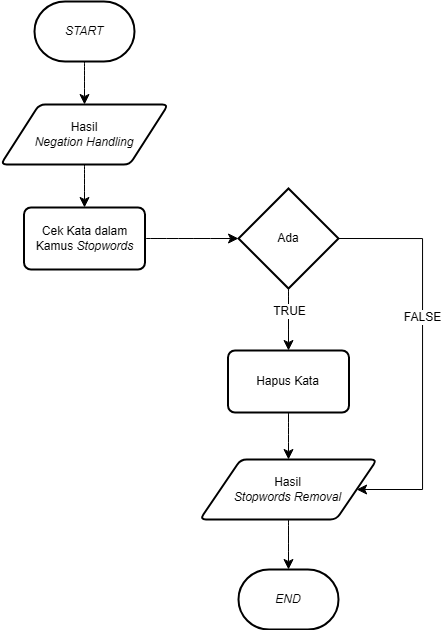 START
Hasil
Negation Handling
Cek Kata dalam
Kamus Stopwords
Ada
TRUE
FALSE
Hapus Kata
Hasil
Stopwords Removal
END